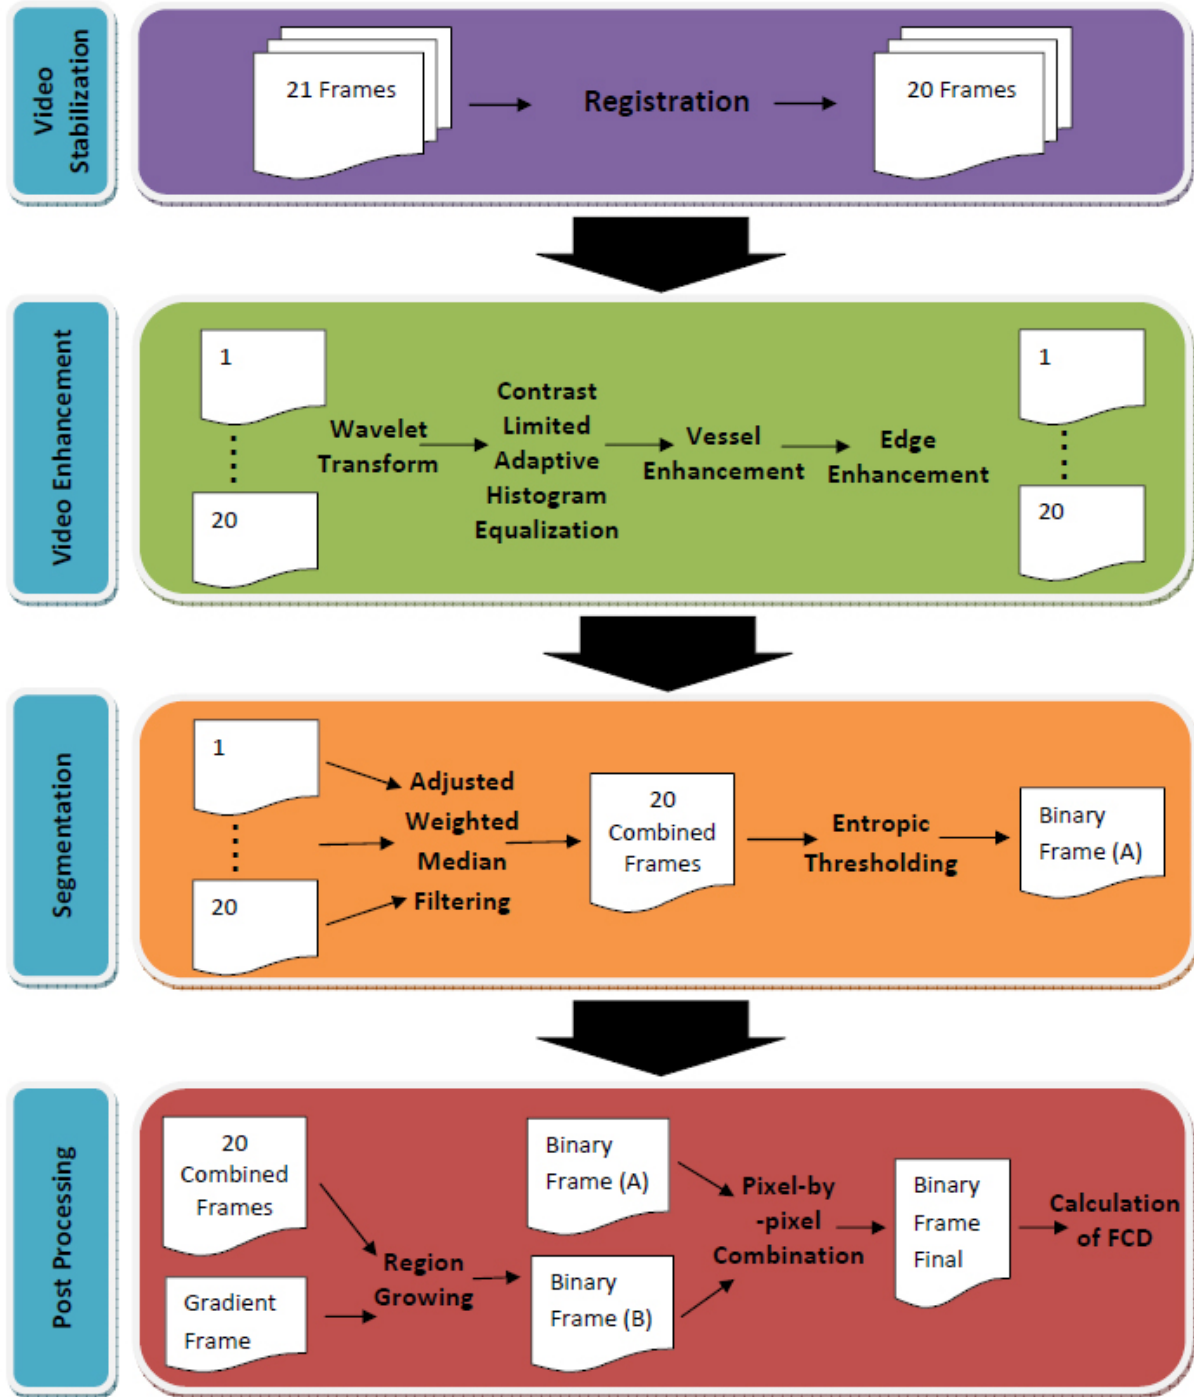 Video
Stabilization
21 Frames
Registration
20 Frames
Video Enhancement
1
20
Wavelet
Transform
Contrast
Limited
Adaptive
Histogram
Equalization
Vessel
Enhancement
Edge
Enhancement
1
20
Segmentation
1
20
Adjusted
Weighted
Median
Filtering
20
Combined
Frames
Entropic
Thresholding
Binary
Frame (A)
Post Processing
20
Combined
Frames
Gradient
Frame
Region
Growing
Binary
Frame (A)
Binary
Frame (B)
Pixel-by
-pixel
Combination
Binary
Frame
Final
Calculation
of FCD